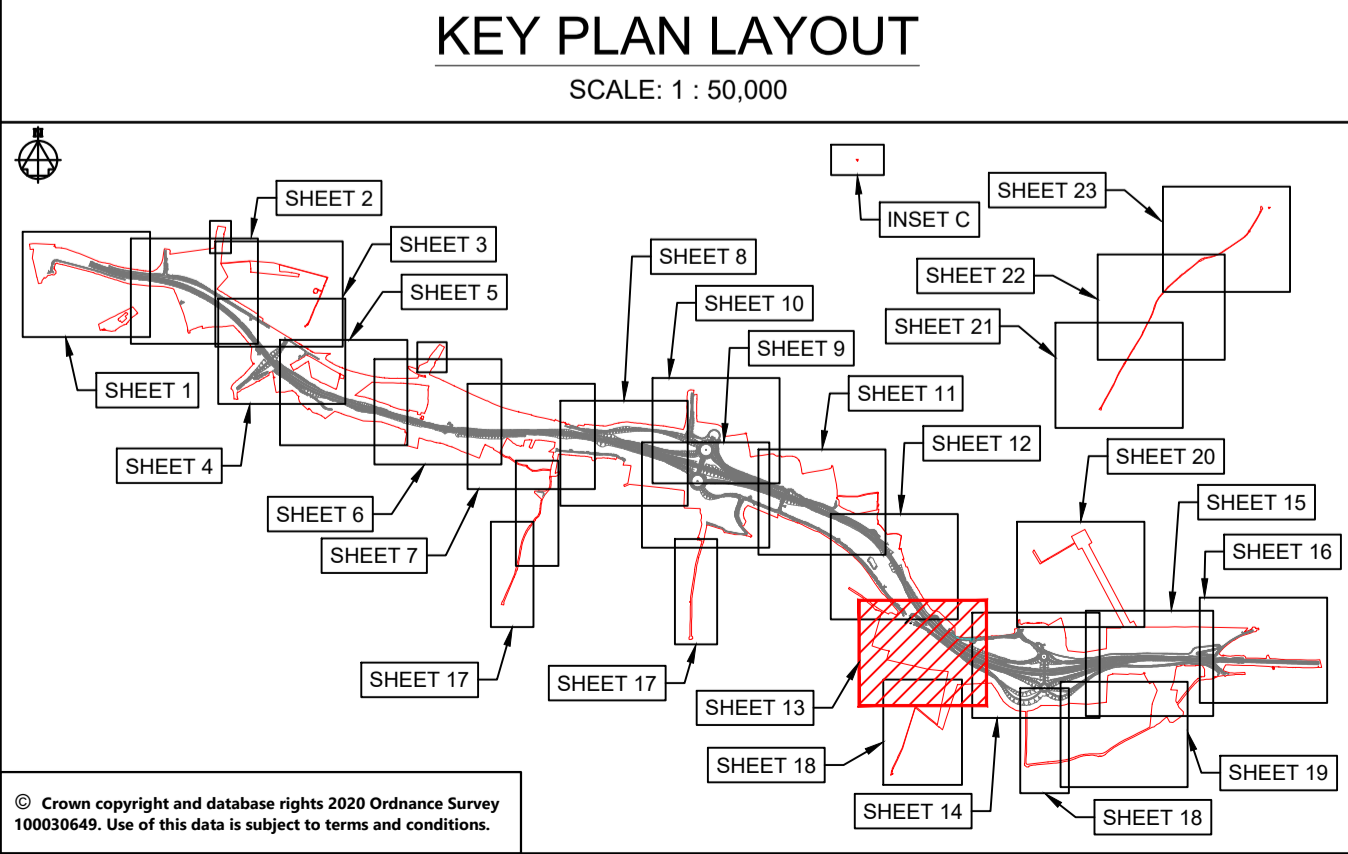 KEY PLAN LAYOUT
SCALE: 1 : 50,000
N
INSET C
SHEET 23
SHEET 2
SHEET 3
SHEET 8
SHEET 22
SHEET 5
SHEET 10
SHEET 21
SHEET 9
SHEET 1
SHEET 11
SHEET 12
SHEET 4
SHEET 20
SHEET 6
SHEET 15
SHEET 7
SHEET 16
SHEET 17
SHEET 17
SHEET 13
SHEET 18
SHEET 19
SHEET 14
SHEET 18
© Crown copyright and database rights 2020 Ordnance Survey
100030649. Use of this data is subject to terms and conditions.